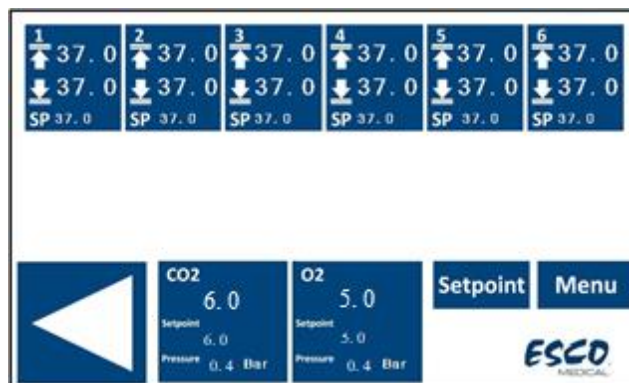 1 2 3 4 5 6
37.0 37.0 37.0 37.0 37.0 37.0
37.0 37.0 37.0 37.0 37.0 37.0
SP 37.0 SP 37.0 SP 37.0 SP 37.0 SP 37.0 SP 37.0
CO2
6.0
Setpoint
6.0
Pressure 0.4 Bar
O2
5.0
Setpoint
5.0
Pressure 0.4 Bar
Setpoint
Menu
ESCO
MEDICAL